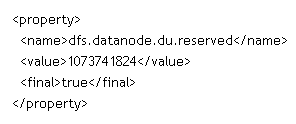 <property>
<name>dfs.datanode.du.reserved</name>
<value>1073741824</value>
<final>true</final>
</property>